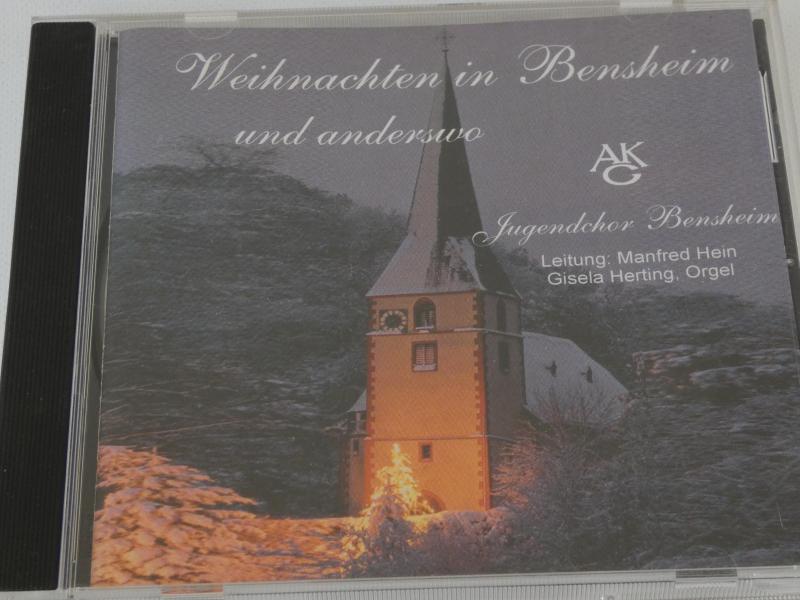 Weihnachten in Bensheim
und anderswo
AKG
Jugendchor Bensheim
Leitung: Manfred Hein
Gisela Herting, Orgel